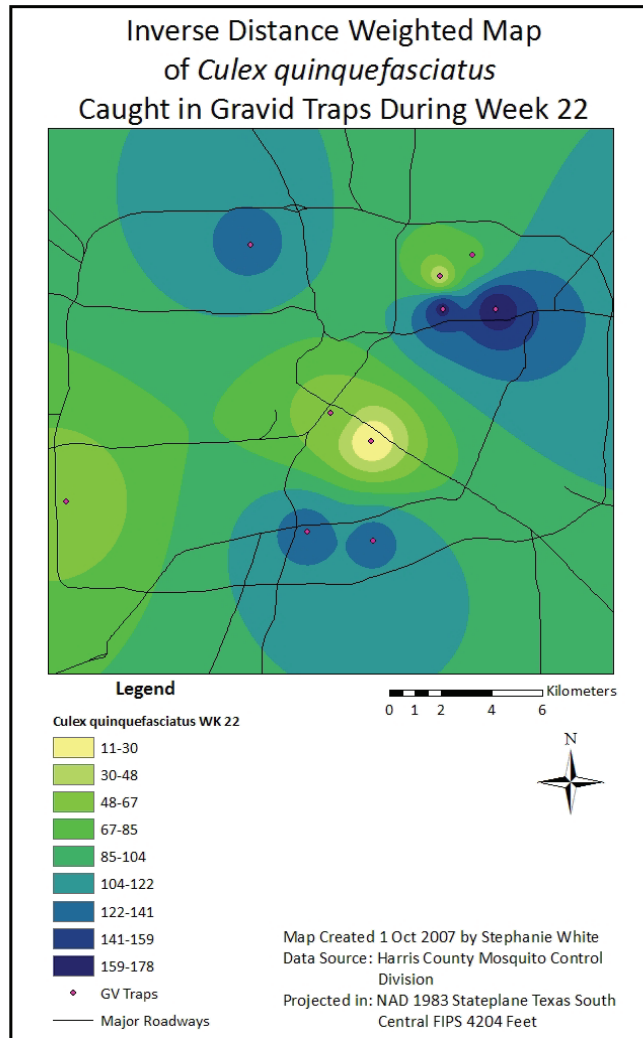 Inverse Distance Weighted Map
of Culex quinquefasciatus
Caught in Gravid Traps During Week 22
Legend
Culex quinquefasciatus WK 22
11-30
30-48
48-67
67-85
85-104
104-122
122-141
141-159
159-178
GV Traps
Major Roadways
Kilometers
0 1 2 4 6
N
Map Created 1 Oct 2007 by Stephanie White
Data Source: Harris County Mosquito Control
Division
Projected in: NAD 1983 Stateplane Texas South
Central FIPS 4204 Feet